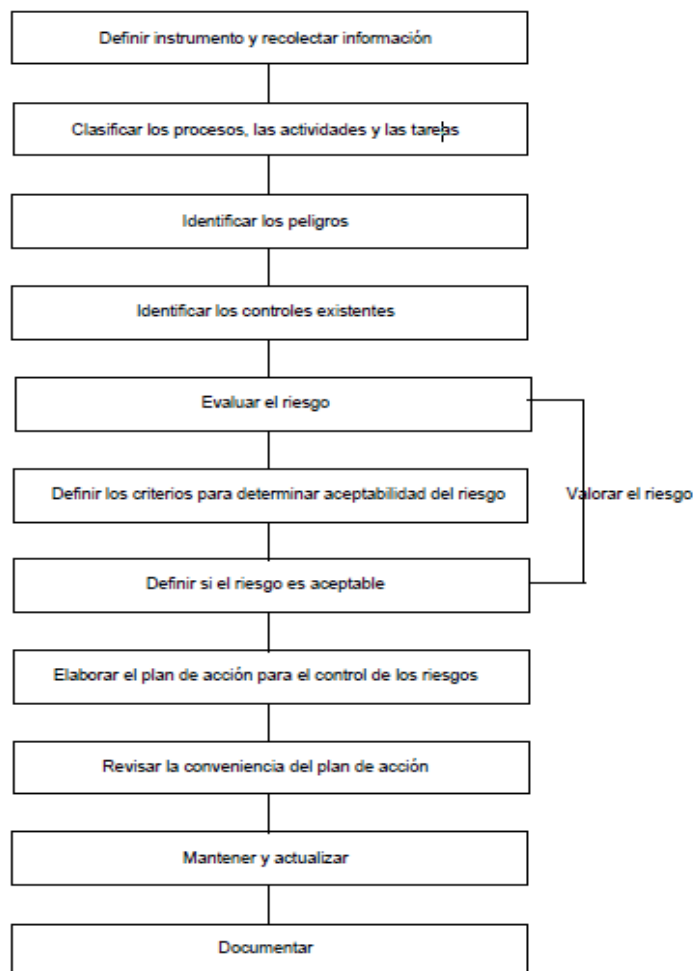 Definir instrumento y recolectar información
Clasificar los procesos, las actividades y las tareas
Identificar los peligros
Identificar los controles existentes
Evaluar el riesgo
Definir los criterios para determinar aceptabilidad del riesgo
Valorar el riesgo
Definir si el riesgo es aceptable
Elaborar el plan de acción para el control de los riesgos
Revisar la conveniencia del plan de acción
Mantener y actualizar
Documentar